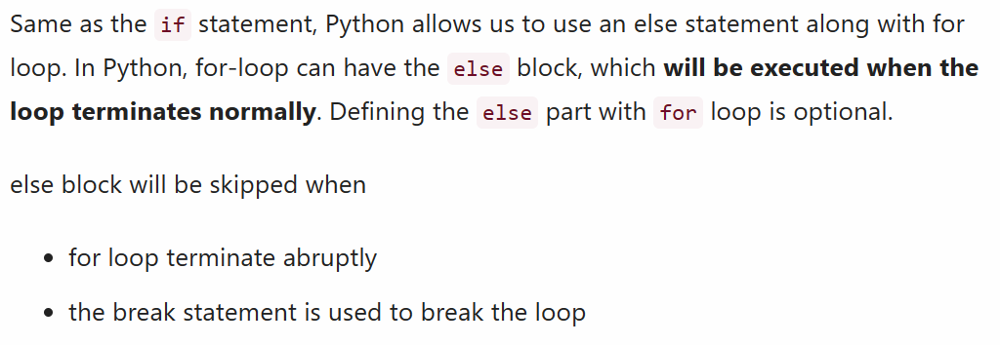 Same as the if statement, Python allows us to use an else statement along with for
loop. In Python, for-loop can have the else block, which will be executed when the
loop terminates normally. Defining the else part with for loop is optional.
else block will be skipped when
• for loop terminate abruptly
• the break statement is used to break the loop